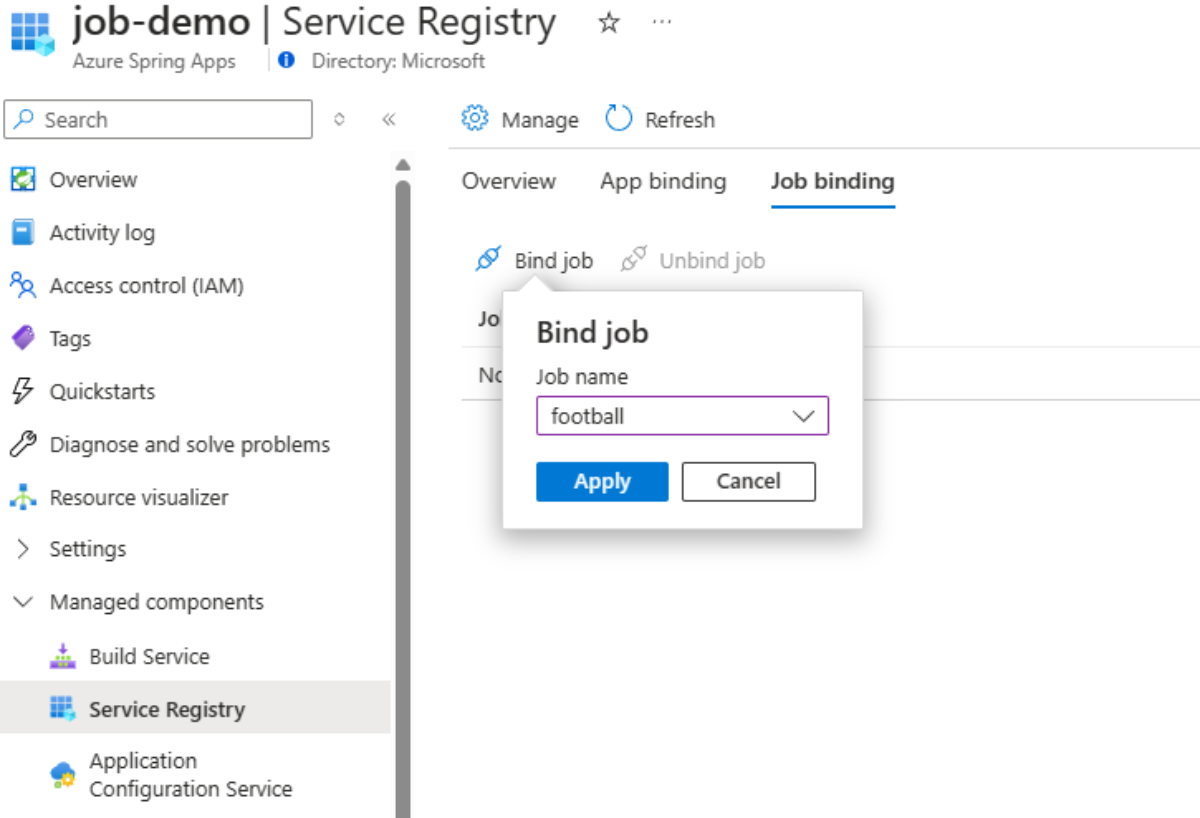 job-demo | Service Registry ...
Azure Spring Apps Directory: Microsoft
Search
Manage Refresh
Overview
Activity log
Access control (IAM)
Tags
Quickstarts
Diagnose and solve problems
Resource visualizer
Settings
Managed components
Build Service
Service Registry
Application
Configuration Service
Overview App binding Job binding
Bind job Unbind job
Bind job
Job name
football
Apply Cancel